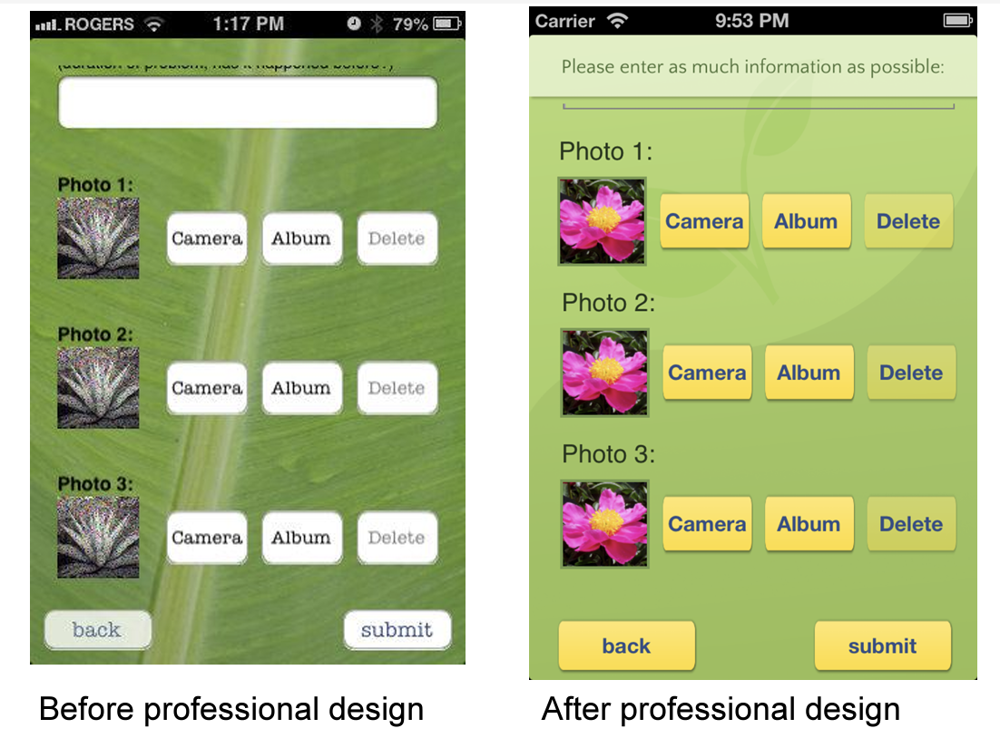 ROGERS 1:17 PM 79%
(duration of problem, has it happened before?)
Photo 1:
Camera Album Delete
Photo 2:
Camera Album Delete
Photo 3:
Camera Album Delete
back submit
Before professional design
Carrier 9:53 PM
Please enter as much information as possible:
Photo 1:
Camera Album Delete
Photo 2:
Camera Album Delete
Photo 3:
Camera Album Delete
back submit
After professional design